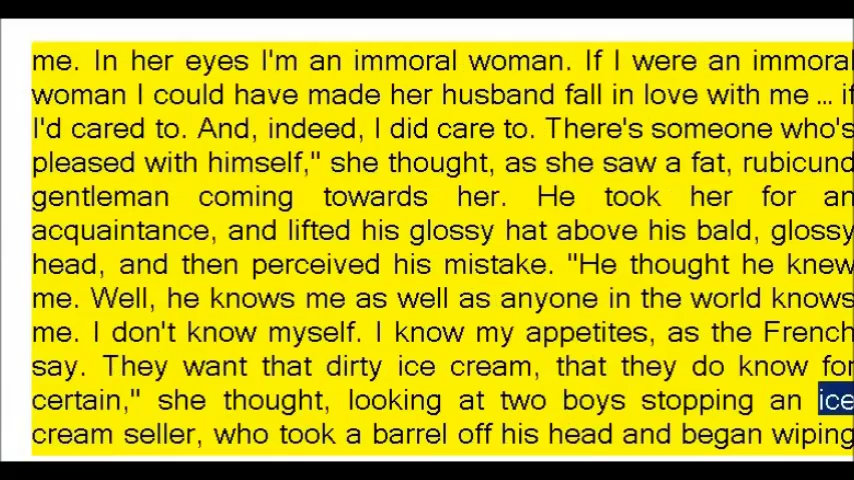 me. In her eyes I'm an immoral woman. If I were an immoral
woman I could have made her husband fall in love with me ... if
I'd cared to. And, indeed, I did care to. There's someone who's
pleased with himself," she thought, as she saw a fat, rubicund
gentleman coming towards her. He took her for an
acquaintance, and lifted his glossy hat above his bald, glossy
head, and then perceived his mistake. "He thought he knew
me. Well, he knows me as well as anyone in the world knows
me. I don't know myself. I know my appetites, as the French
say. They want that dirty ice cream, that they do know for
certain," she thought, looking at two boys stopping an ice
cream seller, who took a barrel off his head and began wiping